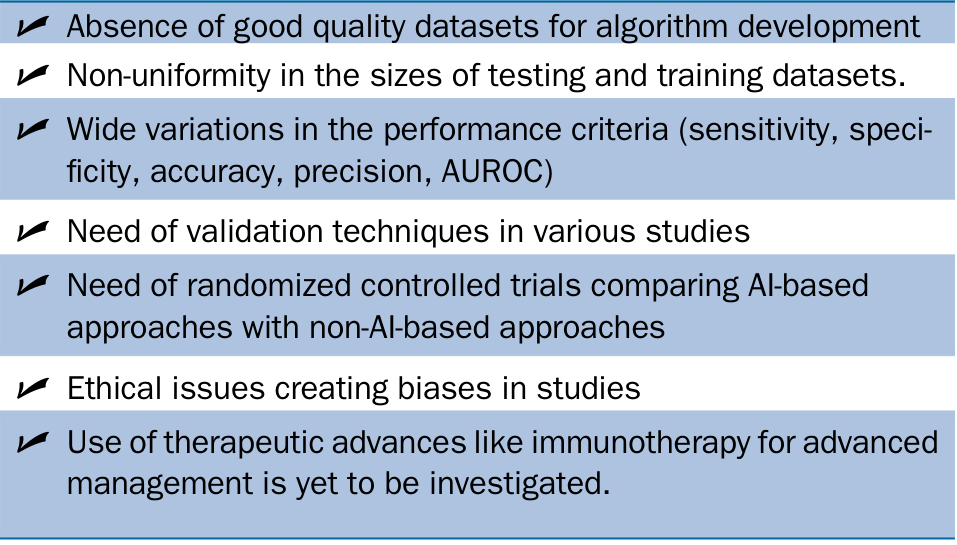 Absence of good quality datasets for algorithm development
Non-uniformity in the sizes of testing and training datasets.
Wide variations in the performance criteria (sensitivity, speci-
ficity, accuracy, precision, AUROC)
Need of validation techniques in various studies
Need of randomized controlled trials comparing AI-based
approaches with non-AI-based approaches
Ethical issues creating biases in studies
Use of therapeutic advances like immunotherapy for advanced
management is yet to be investigated.